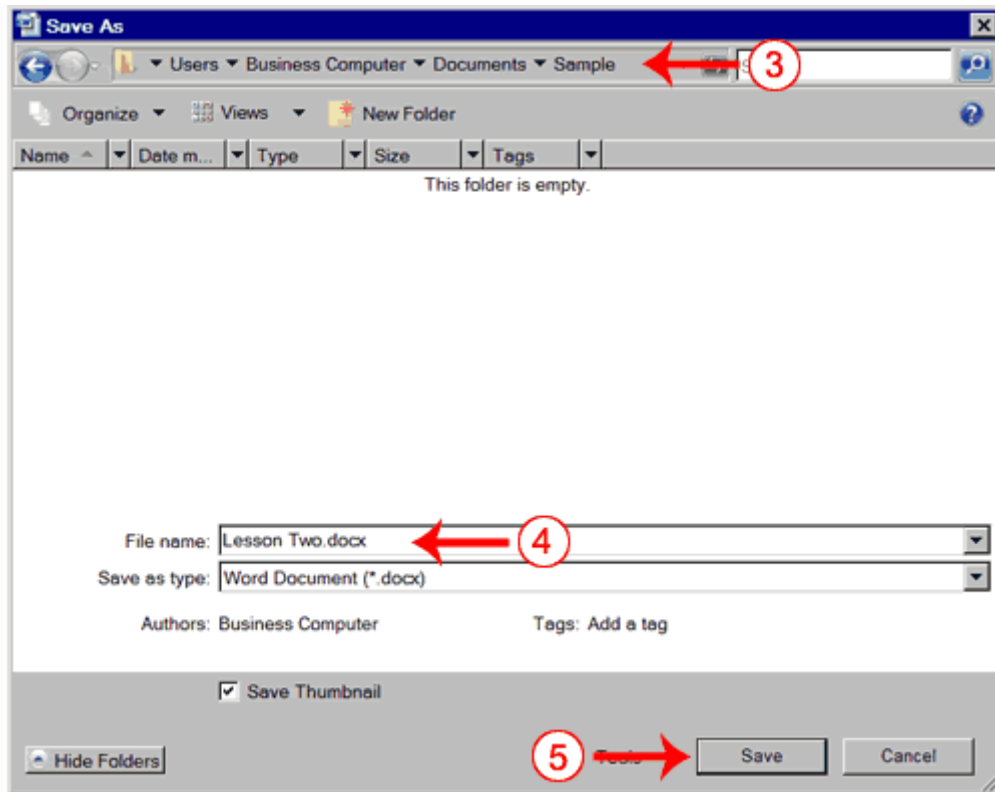 Save As
Users Business Computer Documents Sample 3
Organize Views New Folder
Name Date m... Type Size Tags
This folder is empty.
File name: Lesson Two.docx 4
Save as type: Word Document (*.docx)
Authors: Business Computer Tags: Add a tag
Save Thumbnail
Hide Folders 5 Tools Save Cancel